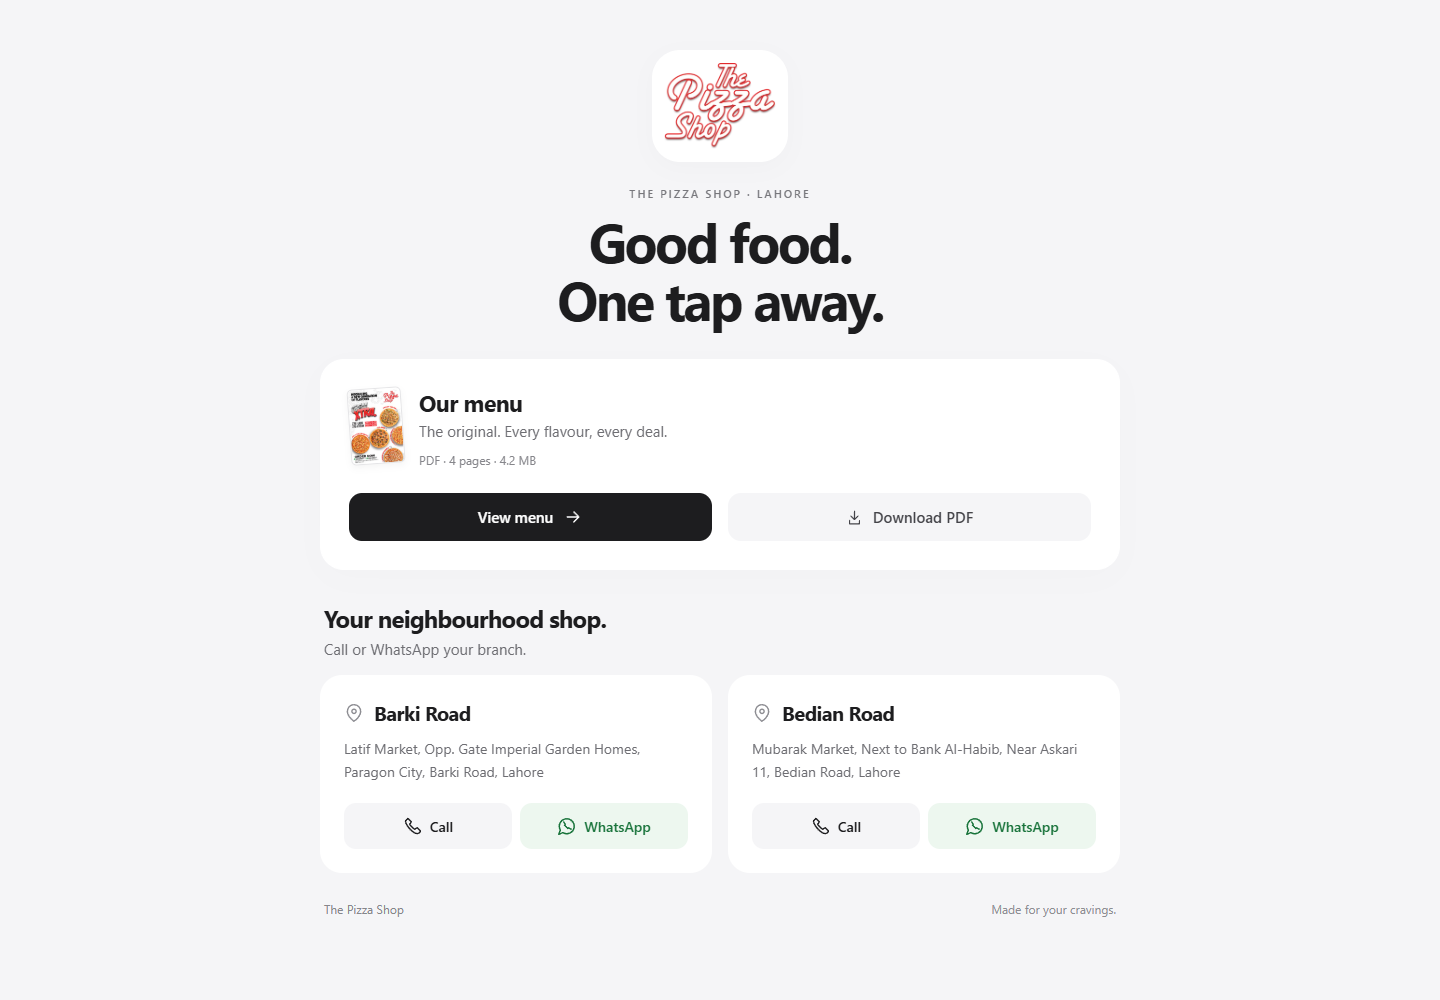 The
Pizza
Shop
THE PIZZA SHOP · LAHORE
Good food.
One tap away.
Our menu
The original. Every flavour, every deal.
PDF · 4 pages · 4.2 MB
View menu
Download PDF
Your neighbourhood shop.
Call or WhatsApp your branch.
Barki Road
Latif Market, Opp. Gate Imperial Garden Homes,
Paragon City, Barki Road, Lahore
Call
WhatsApp
Bedian Road
Mubarak Market, Next to Bank Al-Habib, Near Askari
11, Bedian Road, Lahore
Call
WhatsApp
The Pizza Shop
Made for your cravings.